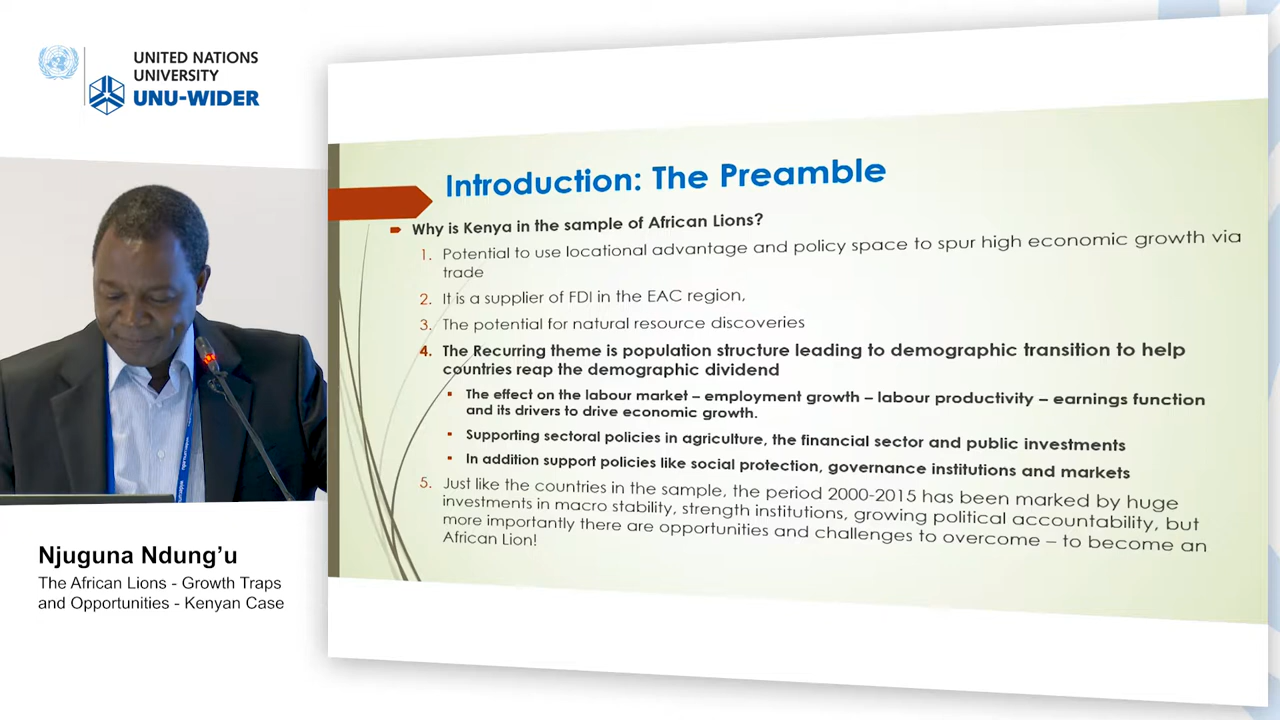 UNITED NATIONS
UNIVERSITY
UNU-WIDER
Introduction: The Preamble
Why is Kenya in the sample of African Lions?
1. Potential to use locational advantage and policy space to spur high economic growth via
trade
2. It is a supplier of FDI in the EAC region,
3. The potential for natural resource discoveries
4. The Recurring theme is population structure leading to demographic transition to help
countries reap the demographic dividend
The effect on the labour market – employment growth – labour productivity – earnings function
and its drivers to drive economic growth.
Supporting sectoral policies in agriculture, the financial sector and public investments
In addition support policies like social protection, governance institutions and markets
5. Just like the countries in the sample, the period 2000-2015 has been marked by huge
investments in macro stability, strength institutions, growing political accountability, but
more importantly there are opportunities and challenges to overcome – to become an
African Lion!
Njuguna Ndung’u
The African Lions - Growth Traps
and Opportunities - Kenyan Case